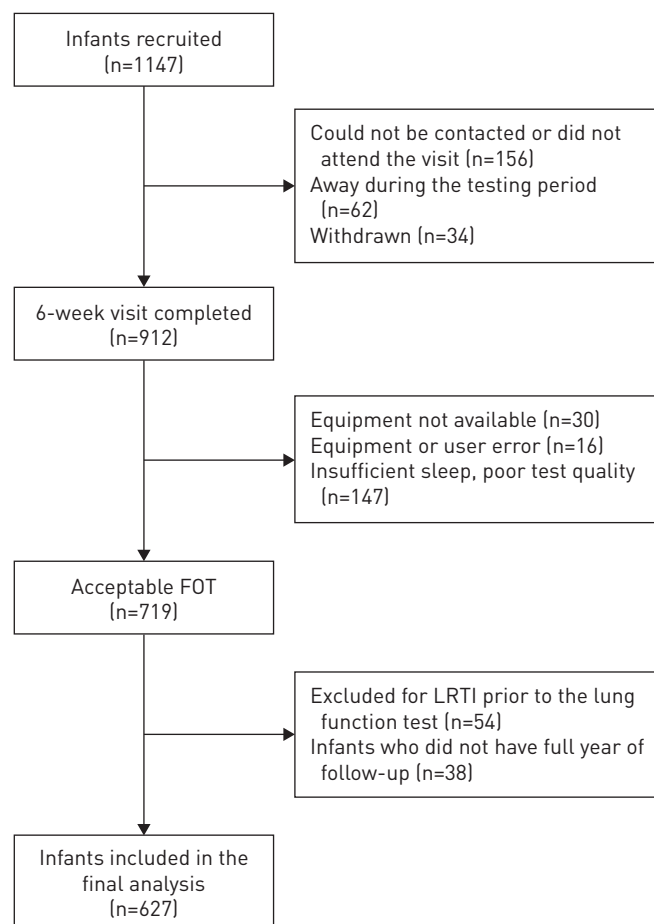 Infants recruited
(n=1147)
Could not be contacted or did not
attend the visit (n=156)
Away during the testing period
(n=62)
Withdrawn (n=34)
6-week visit completed
(n=912)
Equipment not available (n=30)
Equipment or user error (n=16)
Insufficient sleep, poor test quality
(n=147)
Acceptable FOT
(n=719)
Excluded for LRTI prior to the lung
function test (n=54)
Infants who did not have full year of
follow-up (n=38)
Infants included in the
final analysis
(n=627)